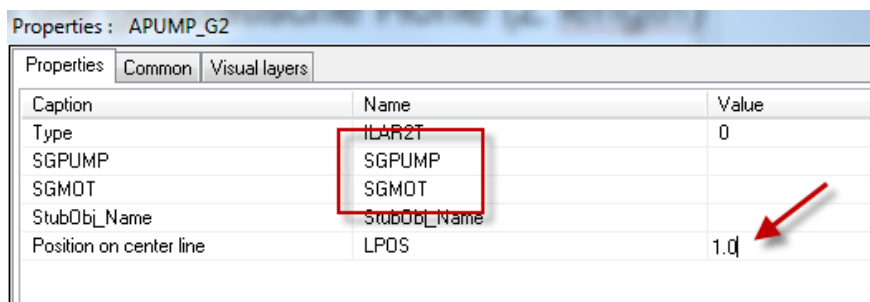 Properties : APUMP_G2
Properties Common Visual layers
Caption Name Value
Type ILAR2T 0
SGPUMP SGPUMP
SGMOT SGMOT
StubObj_Name StubObj_Name
Position on center line LPOS 1.0